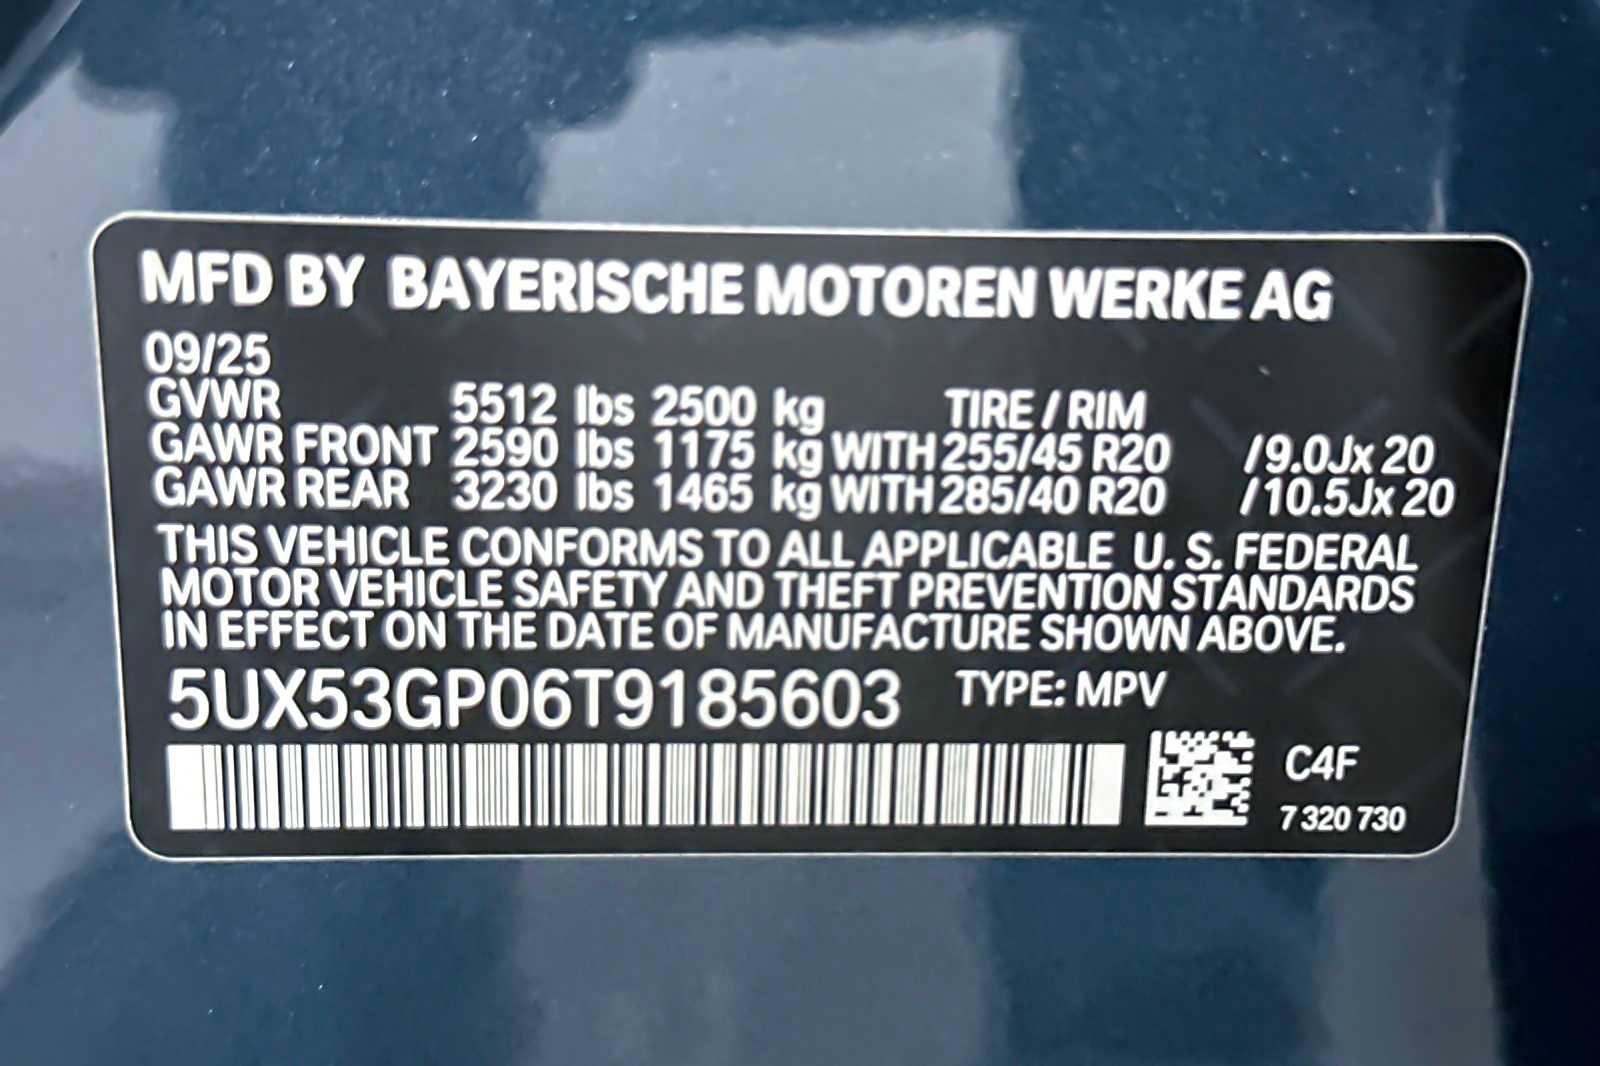 MFD BY BAYERISCHE MOTOREN WERKE AG
09/25
GVWR 5512 lbs 2500 kg TIRE / RIM
GAWR FRONT 2590 lbs 1175 kg WITH 255/45 R20 /9.0Jx 20
GAWR REAR 3230 lbs 1465 kg WITH 285/40 R20 /10.5Jx 20
THIS VEHICLE CONFORMS TO ALL APPLICABLE U. S. FEDERAL
MOTOR VEHICLE SAFETY AND THEFT PREVENTION STANDARDS
IN EFFECT ON THE DATE OF MANUFACTURE SHOWN ABOVE.
5UX53GP06T9185603 TYPE: MPV
C4F
7 320 730